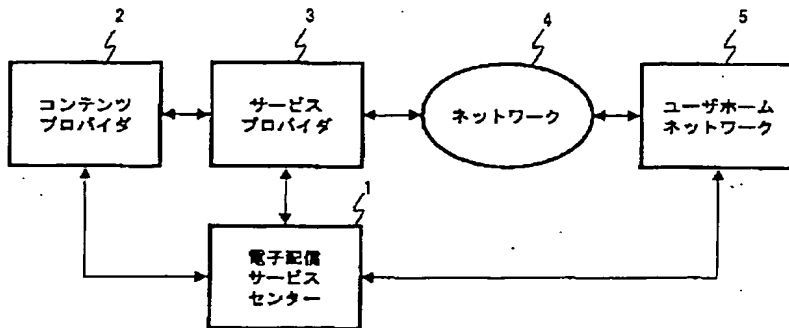 2
3
4
5
コンテンツ
プロバイダ
サービス
プロバイダ
ネットワーク
ユーザホーム
ネットワーク
1
電子配信
サービス
センター